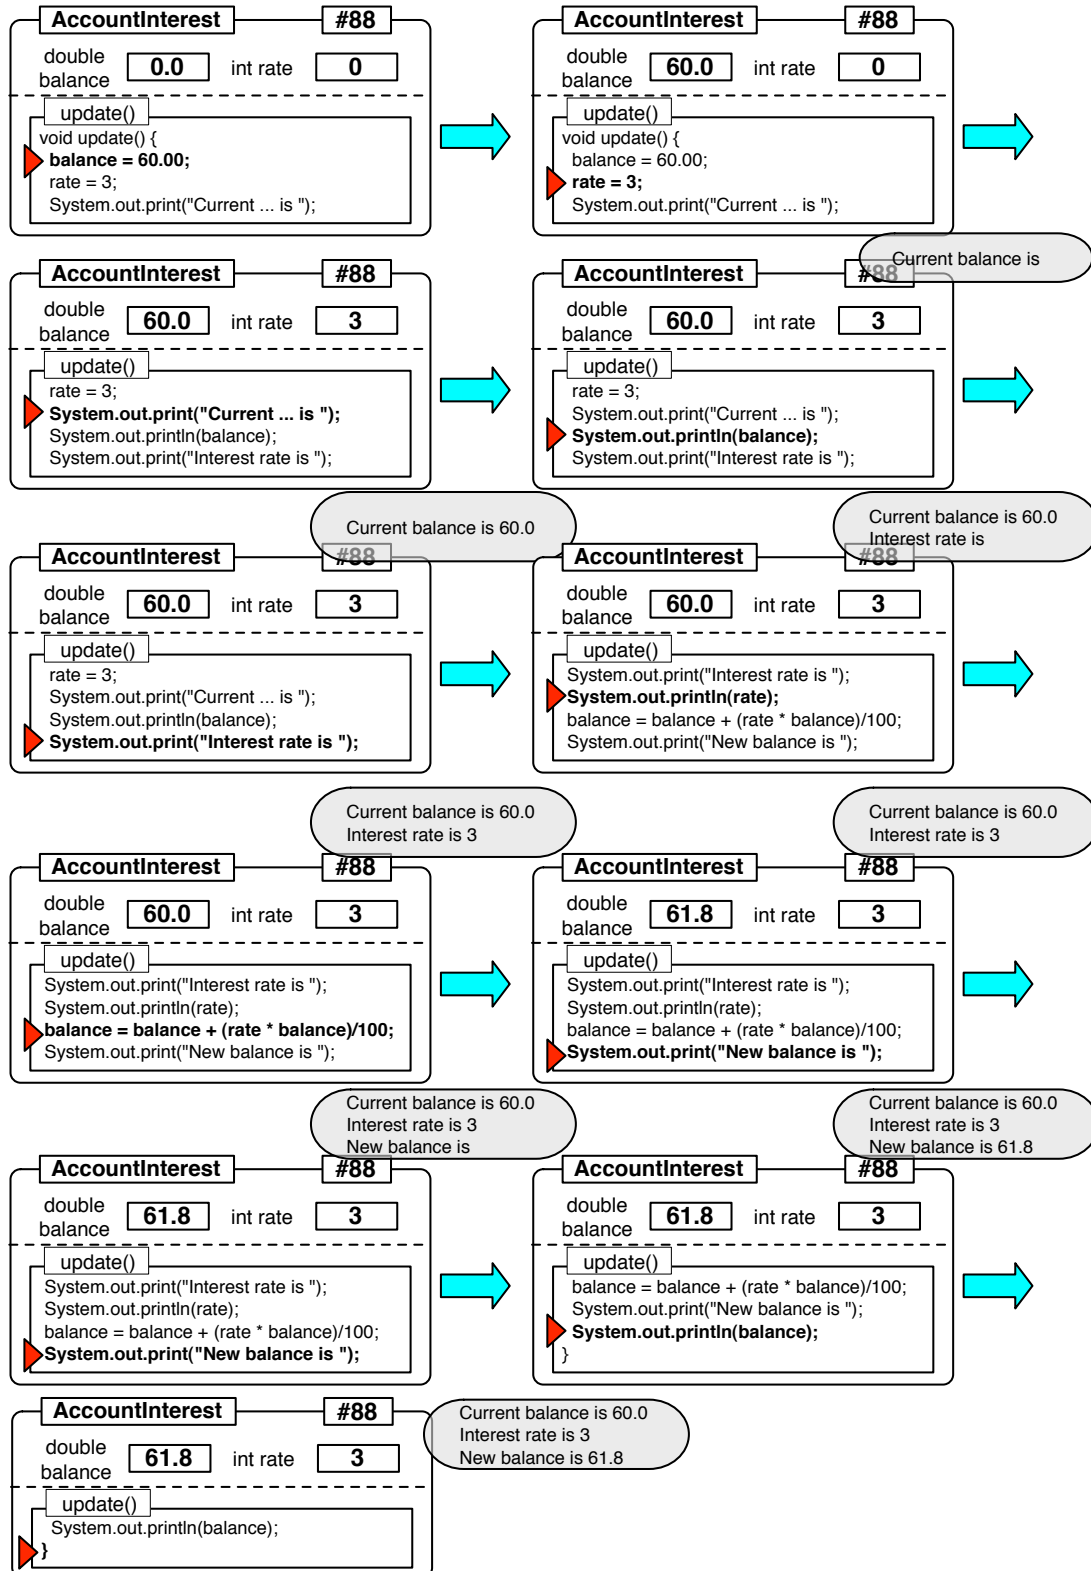 AccountInterest #88
double balance 0.0 int rate 0
update()
void update() {
balance = 60.00;
rate = 3;
System.out.print("Current ... is ");
AccountInterest #88
double balance 60.0 int rate 0
update()
void update() {
balance = 60.00;
rate = 3;
System.out.print("Current ... is ");
AccountInterest #88
double balance 60.0 int rate 3
update()
rate = 3;
System.out.print("Current ... is ");
System.out.println(balance);
System.out.print("Interest rate is ");
Current balance is
AccountInterest #88
double balance 60.0 int rate 3
update()
rate = 3;
System.out.print("Current ... is ");
System.out.println(balance);
System.out.print("Interest rate is ");
Current balance is 60.0
AccountInterest #88
double balance 60.0 int rate 3
update()
rate = 3;
System.out.print("Current ... is ");
System.out.println(balance);
System.out.print("Interest rate is ");
Current balance is 60.0
Interest rate is
AccountInterest #88
double balance 60.0 int rate 3
update()
System.out.print("Interest rate is ");
System.out.println(rate);
balance = balance + (rate * balance)/100;
System.out.print("New balance is ");
Current balance is 60.0
Interest rate is 3
AccountInterest #88
double balance 60.0 int rate 3
update()
System.out.print("Interest rate is ");
System.out.println(rate);
balance = balance + (rate * balance)/100;
System.out.print("New balance is ");
Current balance is 60.0
Interest rate is 3
AccountInterest #88
double balance 61.8 int rate 3
update()
System.out.print("Interest rate is ");
System.out.println(rate);
balance = balance + (rate * balance)/100;
System.out.print("New balance is ");
Current balance is 60.0
Interest rate is 3
New balance is
AccountInterest #88
double balance 61.8 int rate 3
update()
System.out.print("Interest rate is ");
System.out.println(rate);
balance = balance + (rate * balance)/100;
System.out.print("New balance is ");
Current balance is 60.0
Interest rate is 3
New balance is 61.8
AccountInterest #88
double balance 61.8 int rate 3
update()
balance = balance + (rate * balance)/100;
System.out.print("New balance is ");
System.out.println(balance);
}
AccountInterest #88
Current balance is 60.0
Interest rate is 3
New balance is 61.8
double balance 61.8 int rate 3
update()
System.out.println(balance);
}